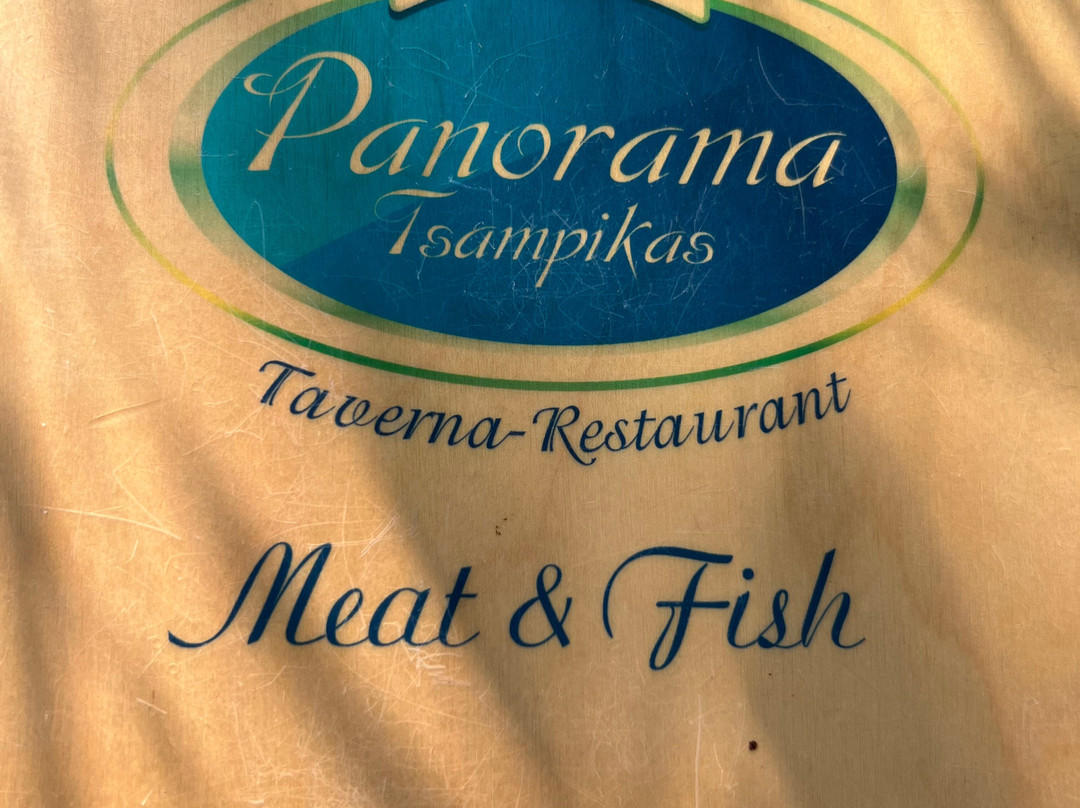 Panorama
Tsampikas
Taverna-Restaurant
Meat & Fish